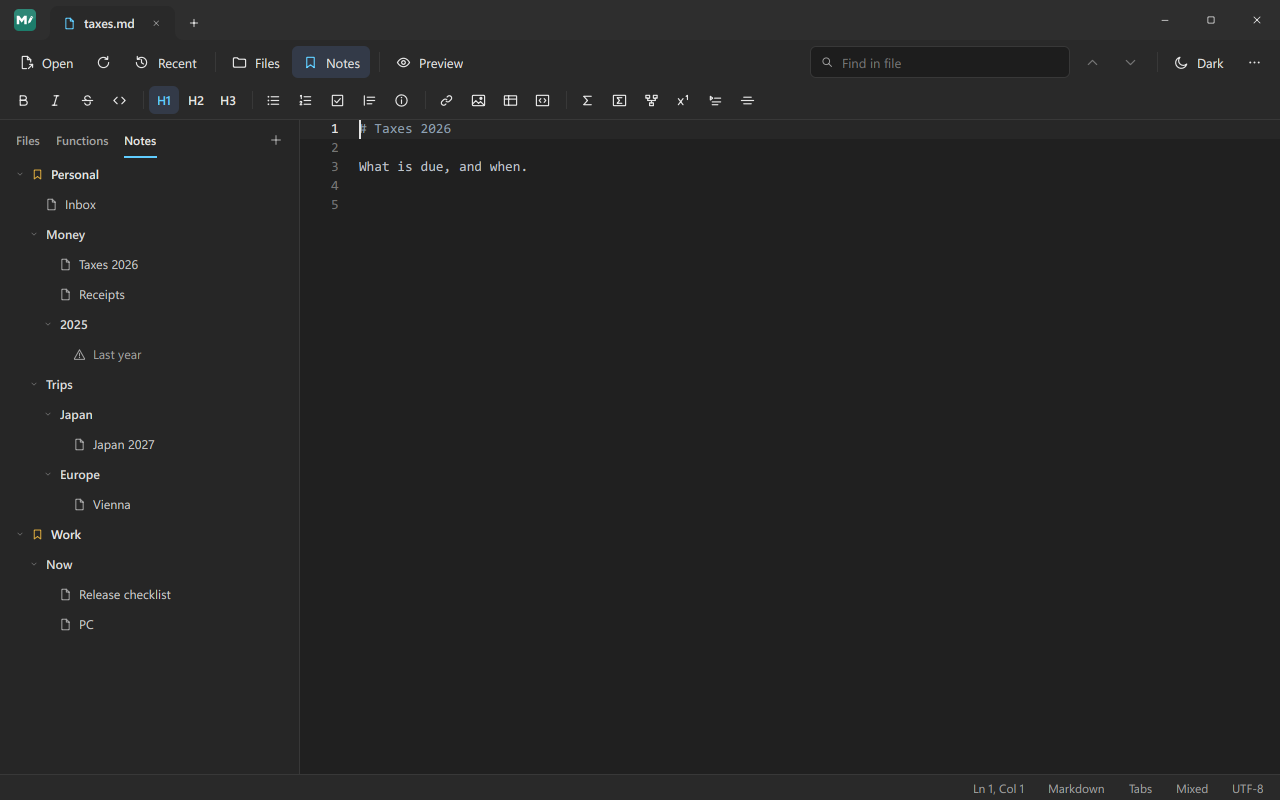 M
taxes.md
Open
Recent
Files
Notes
Preview
Find in file
Dark
B I S <> H1 H2 H3
Σ Σ x¹
Files Functions Notes
Personal
Inbox
Money
Taxes 2026
Receipts
2025
Last year
Trips
Japan
Japan 2027
Europe
Vienna
Work
Now
Release checklist
PC
1 # Taxes 2026
2
3 What is due, and when.
4
5
Ln 1, Col 1 Markdown Tabs Mixed UTF-8